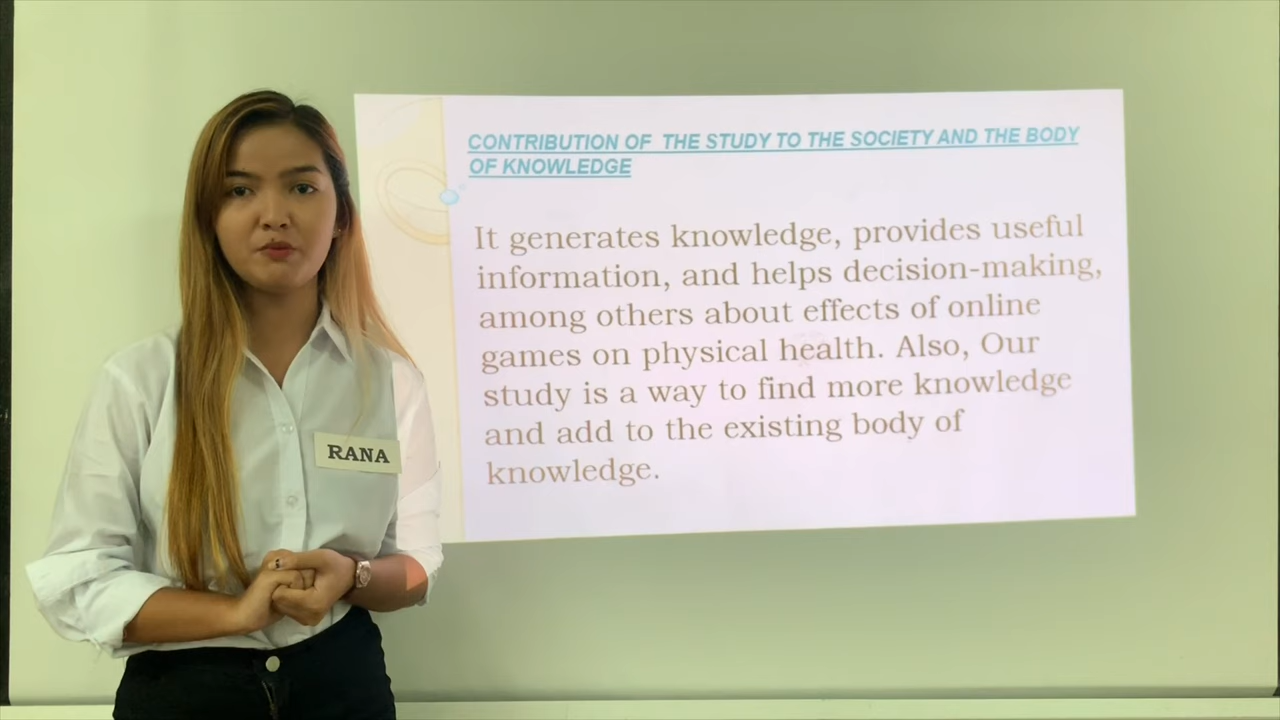 CONTRIBUTION OF THE STUDY TO THE SOCIETY AND THE BODY
OF KNOWLEDGE
It generates knowledge, provides useful
information, and helps decision-making,
among others about effects of online
games on physical health. Also, Our
study is a way to find more knowledge
and add to the existing body of
knowledge.
RANA